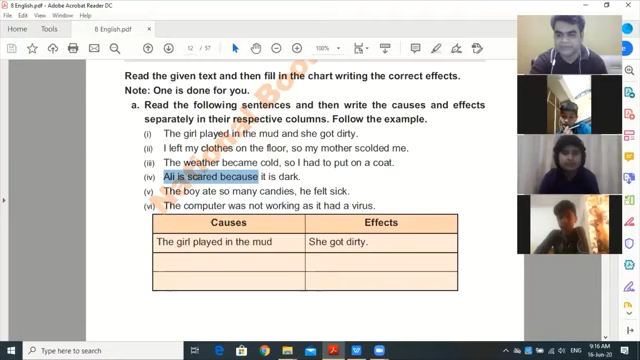 8 English.pdf - Adobe Acrobat Reader DC
File Edit View Window Help
Home Tools 8 English.pdf ×
12 / 57 100%
Read the given text and then fill in the chart writing the correct effects.
Note: One is done for you.
a. Read the following sentences and then write the causes and effects
separately in their respective columns. Follow the example.
(i) The girl played in the mud and she got dirty.
(ii) I left my clothes on the floor, so my mother scolded me.
(iii) The weather became cold, so I had to put on a coat.
(iv) Ali is scared because it is dark.
(v) The boy ate so many candies, he felt sick.
(vi) The computer was not working as it had a virus.
Causes Effects
The girl played in the mud She got dirty.
National Boo
9:16 AM
16-Jun-20